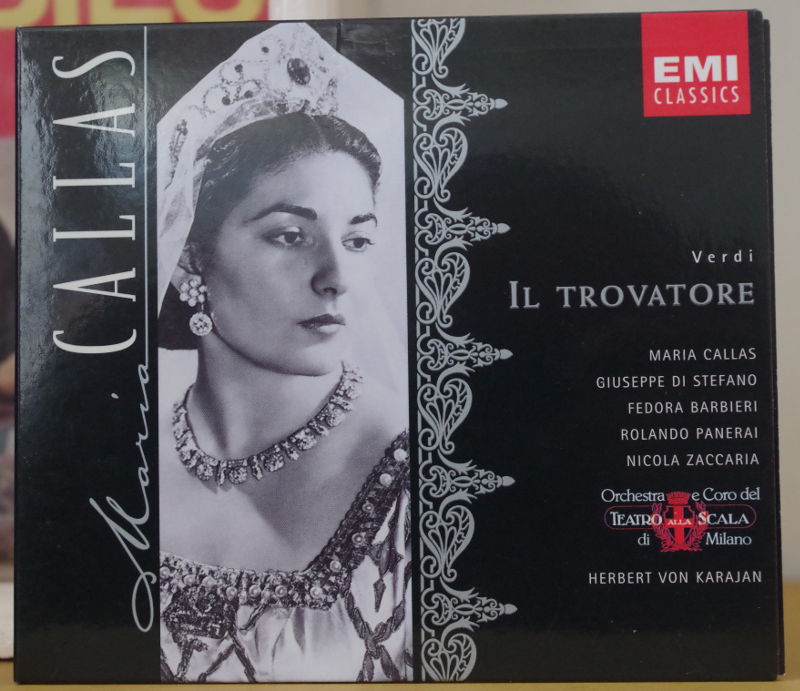 Maria CALLAS
EMI
CLASSICS
Verdi
IL TROVATORE
MARIA CALLAS
GIUSEPPE DI STEFANO
FEDORA BARBIERI
ROLANDO PANERAI
NICOLA ZACCARIA
Orchestra e Coro del
TEATRO ALLA SCALA
di Milano
HERBERT VON KARAJAN